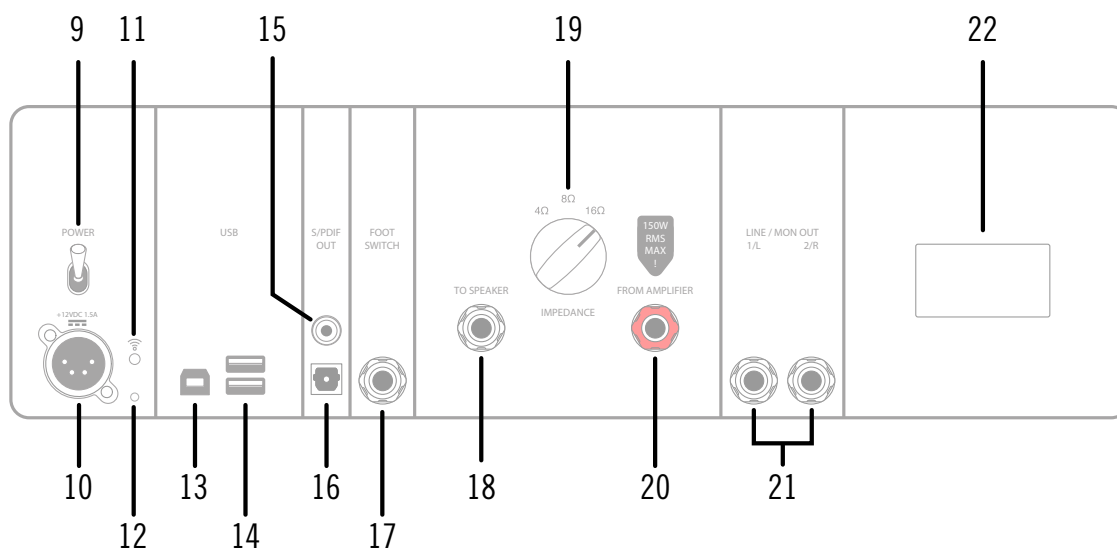 9 11 15 19 22
8Ω
4Ω 16Ω
150W
RMS
MAX
!
POWER
USB
S/PDIF
OUT
FOOT
SWITCH
LINE / MON OUT
1/L 2/R
TO SPEAKER
FROM AMPLIFIER
IMPEDANCE
+12VDC 1.5A
10 13 16 18 20 21
12 14 17